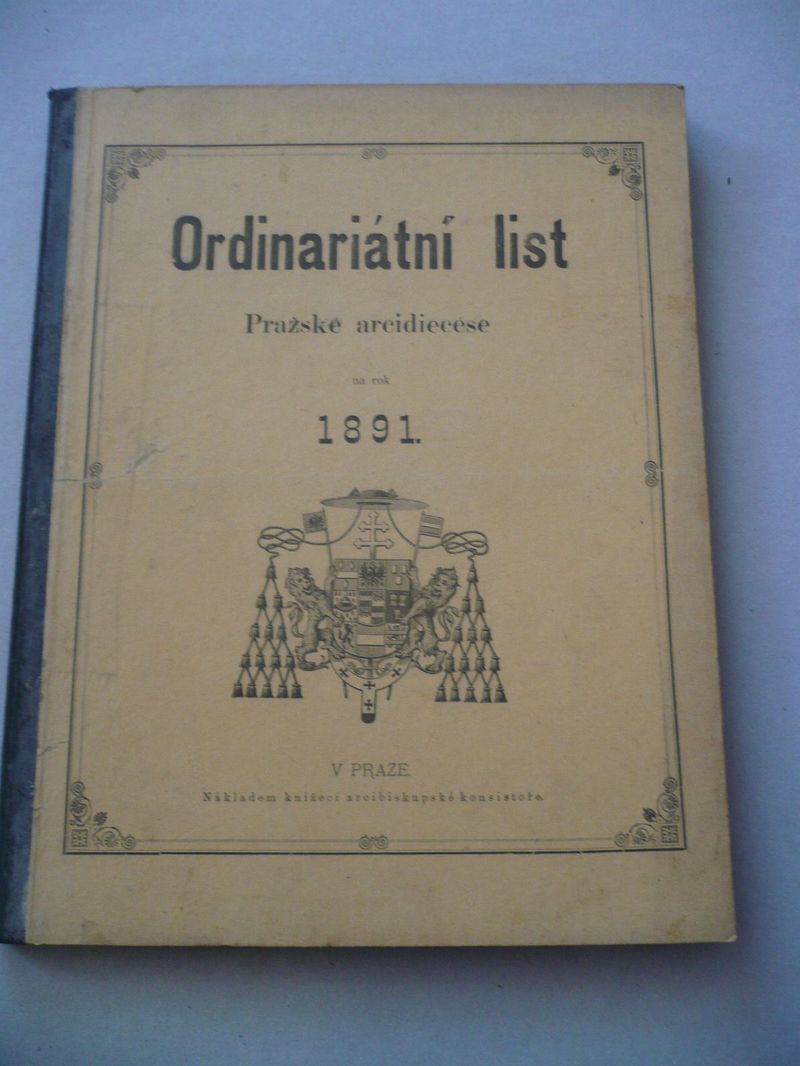 Ordinariátní list
Pražské arcidiecése
na rok
1891.
V PRAZE.
Nákladem knížecí arcibiskupské konsistoře.